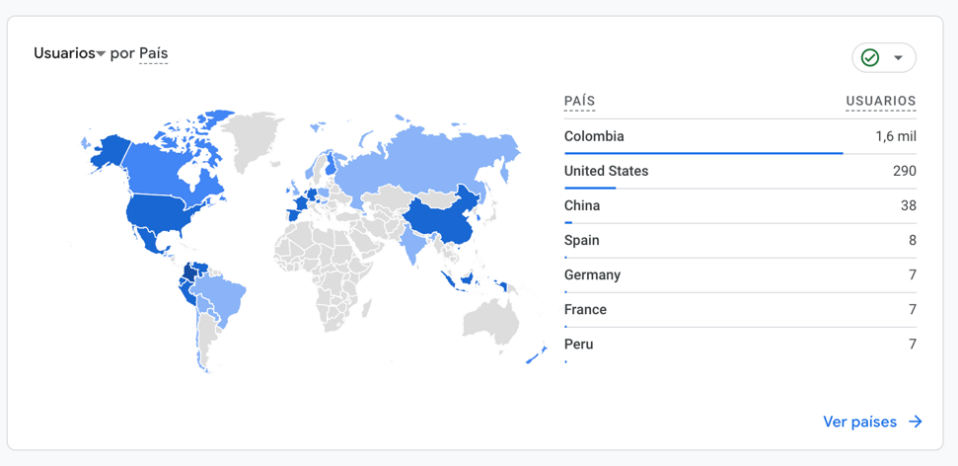 Usuarios por País
PAÍS USUARIOS
Colombia 1,6 mil
United States 290
China 38
Spain 8
Germany 7
France 7
Peru 7
Ver países